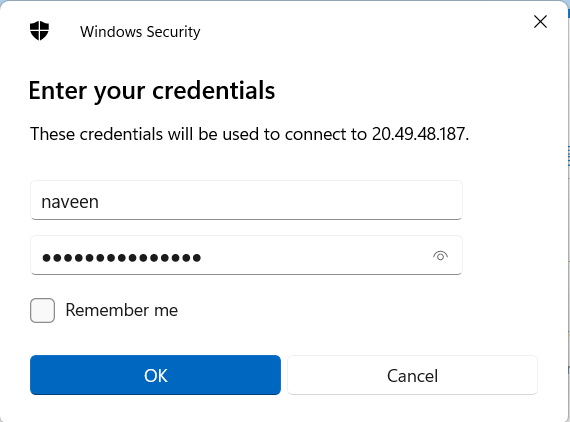 Windows Security
Enter your credentials
These credentials will be used to connect to 20.49.48.187.
naveen
●●●●●●●●●●●●●●●
Remember me
OK
Cancel